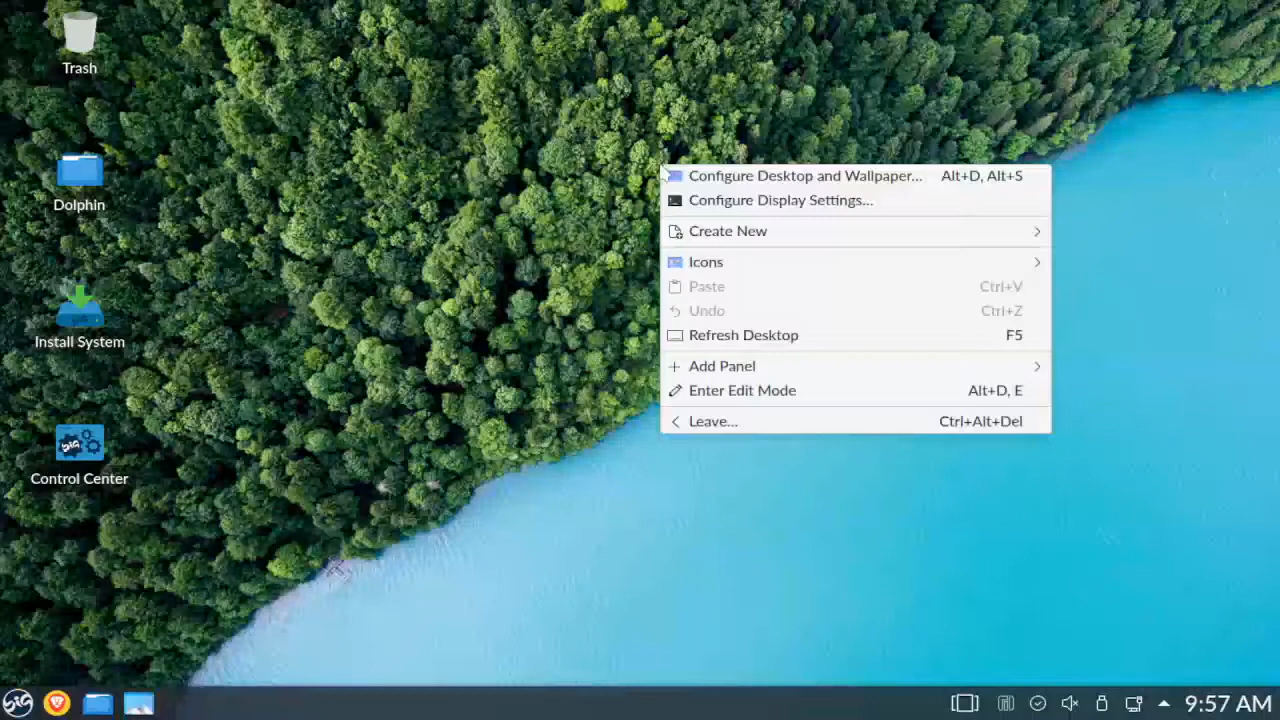 Trash
Dolphin
Install System
Control Center
Configure Desktop and Wallpaper... Alt+D, Alt+S
Configure Display Settings...
Create New
Icons
Paste Ctrl+V
Undo Ctrl+Z
Refresh Desktop F5
Add Panel
Enter Edit Mode Alt+D, E
Leave... Ctrl+Alt+Del
9:57 AM